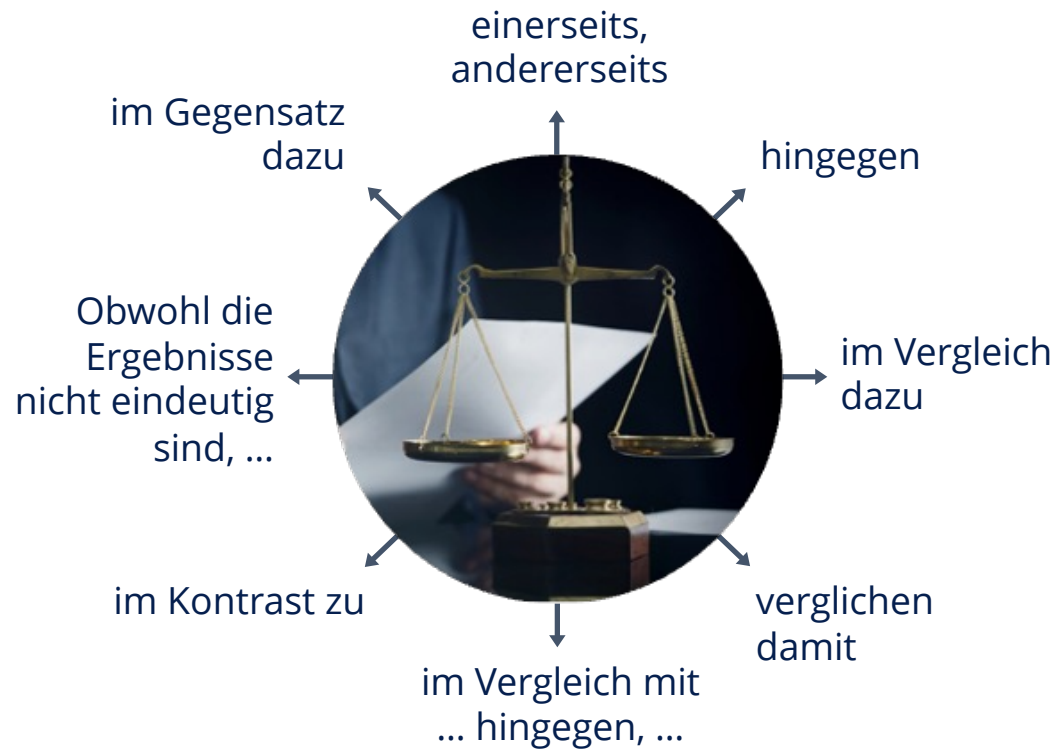 einerseits,
andererseits
hingegen
im Vergleich
dazu
verglichen
damit
im Vergleich mit
... hingegen, ...
im Kontrast zu
Obwohl die
Ergebnisse
nicht eindeutig
sind, ...
im Gegensatz
dazu